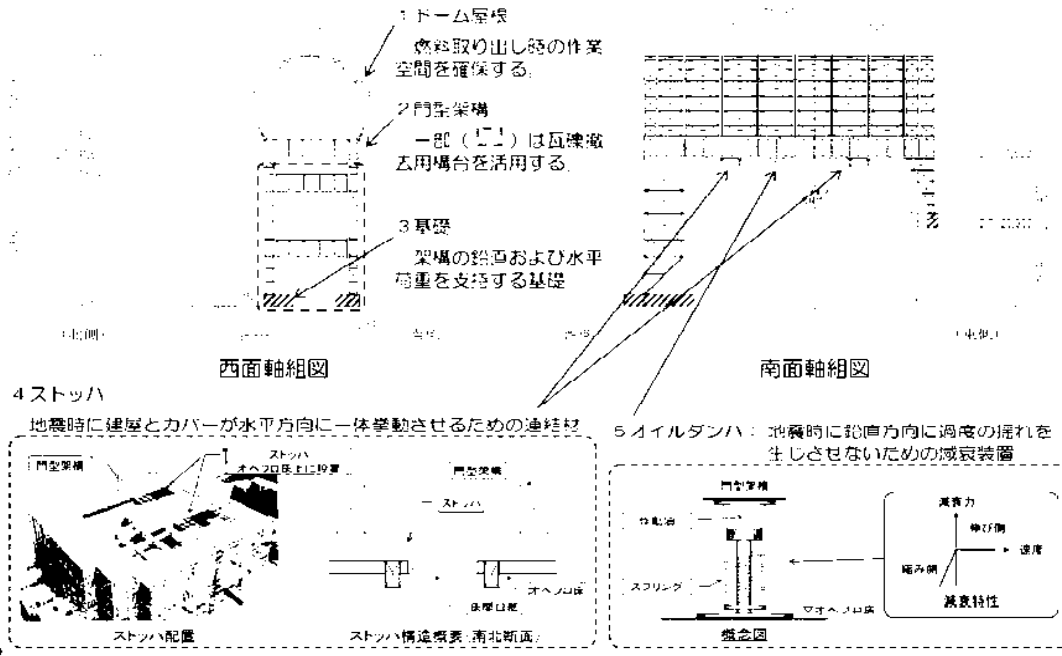 1 ドーム屋根
燃料取り出し時の作業
空間を確保する
2 門型架構
一部（ ）は瓦礫撤
去用構台を活用する
3 基礎
架構の鉛直および水平
荷重を支持する基礎
西面軸組図
南面軸組図
4 ストッハ
地震時に建屋とカバーが水平方向に一体挙動させるための連結材
門型架構
ストッハ
オペフロ床上に設置
門型架構
ストッハ
オペフロ床
ストッハ配置
ストッハ構造概要(南北断面)
5 オイルダンハ：地震時に鉛直方向に過度の揺れを
生じさせないための減衰装置
門型架構
作動油
スプリング
▽オペフロ床
概念図
減衰力
伸び側
速度
縮み側
減衰特性